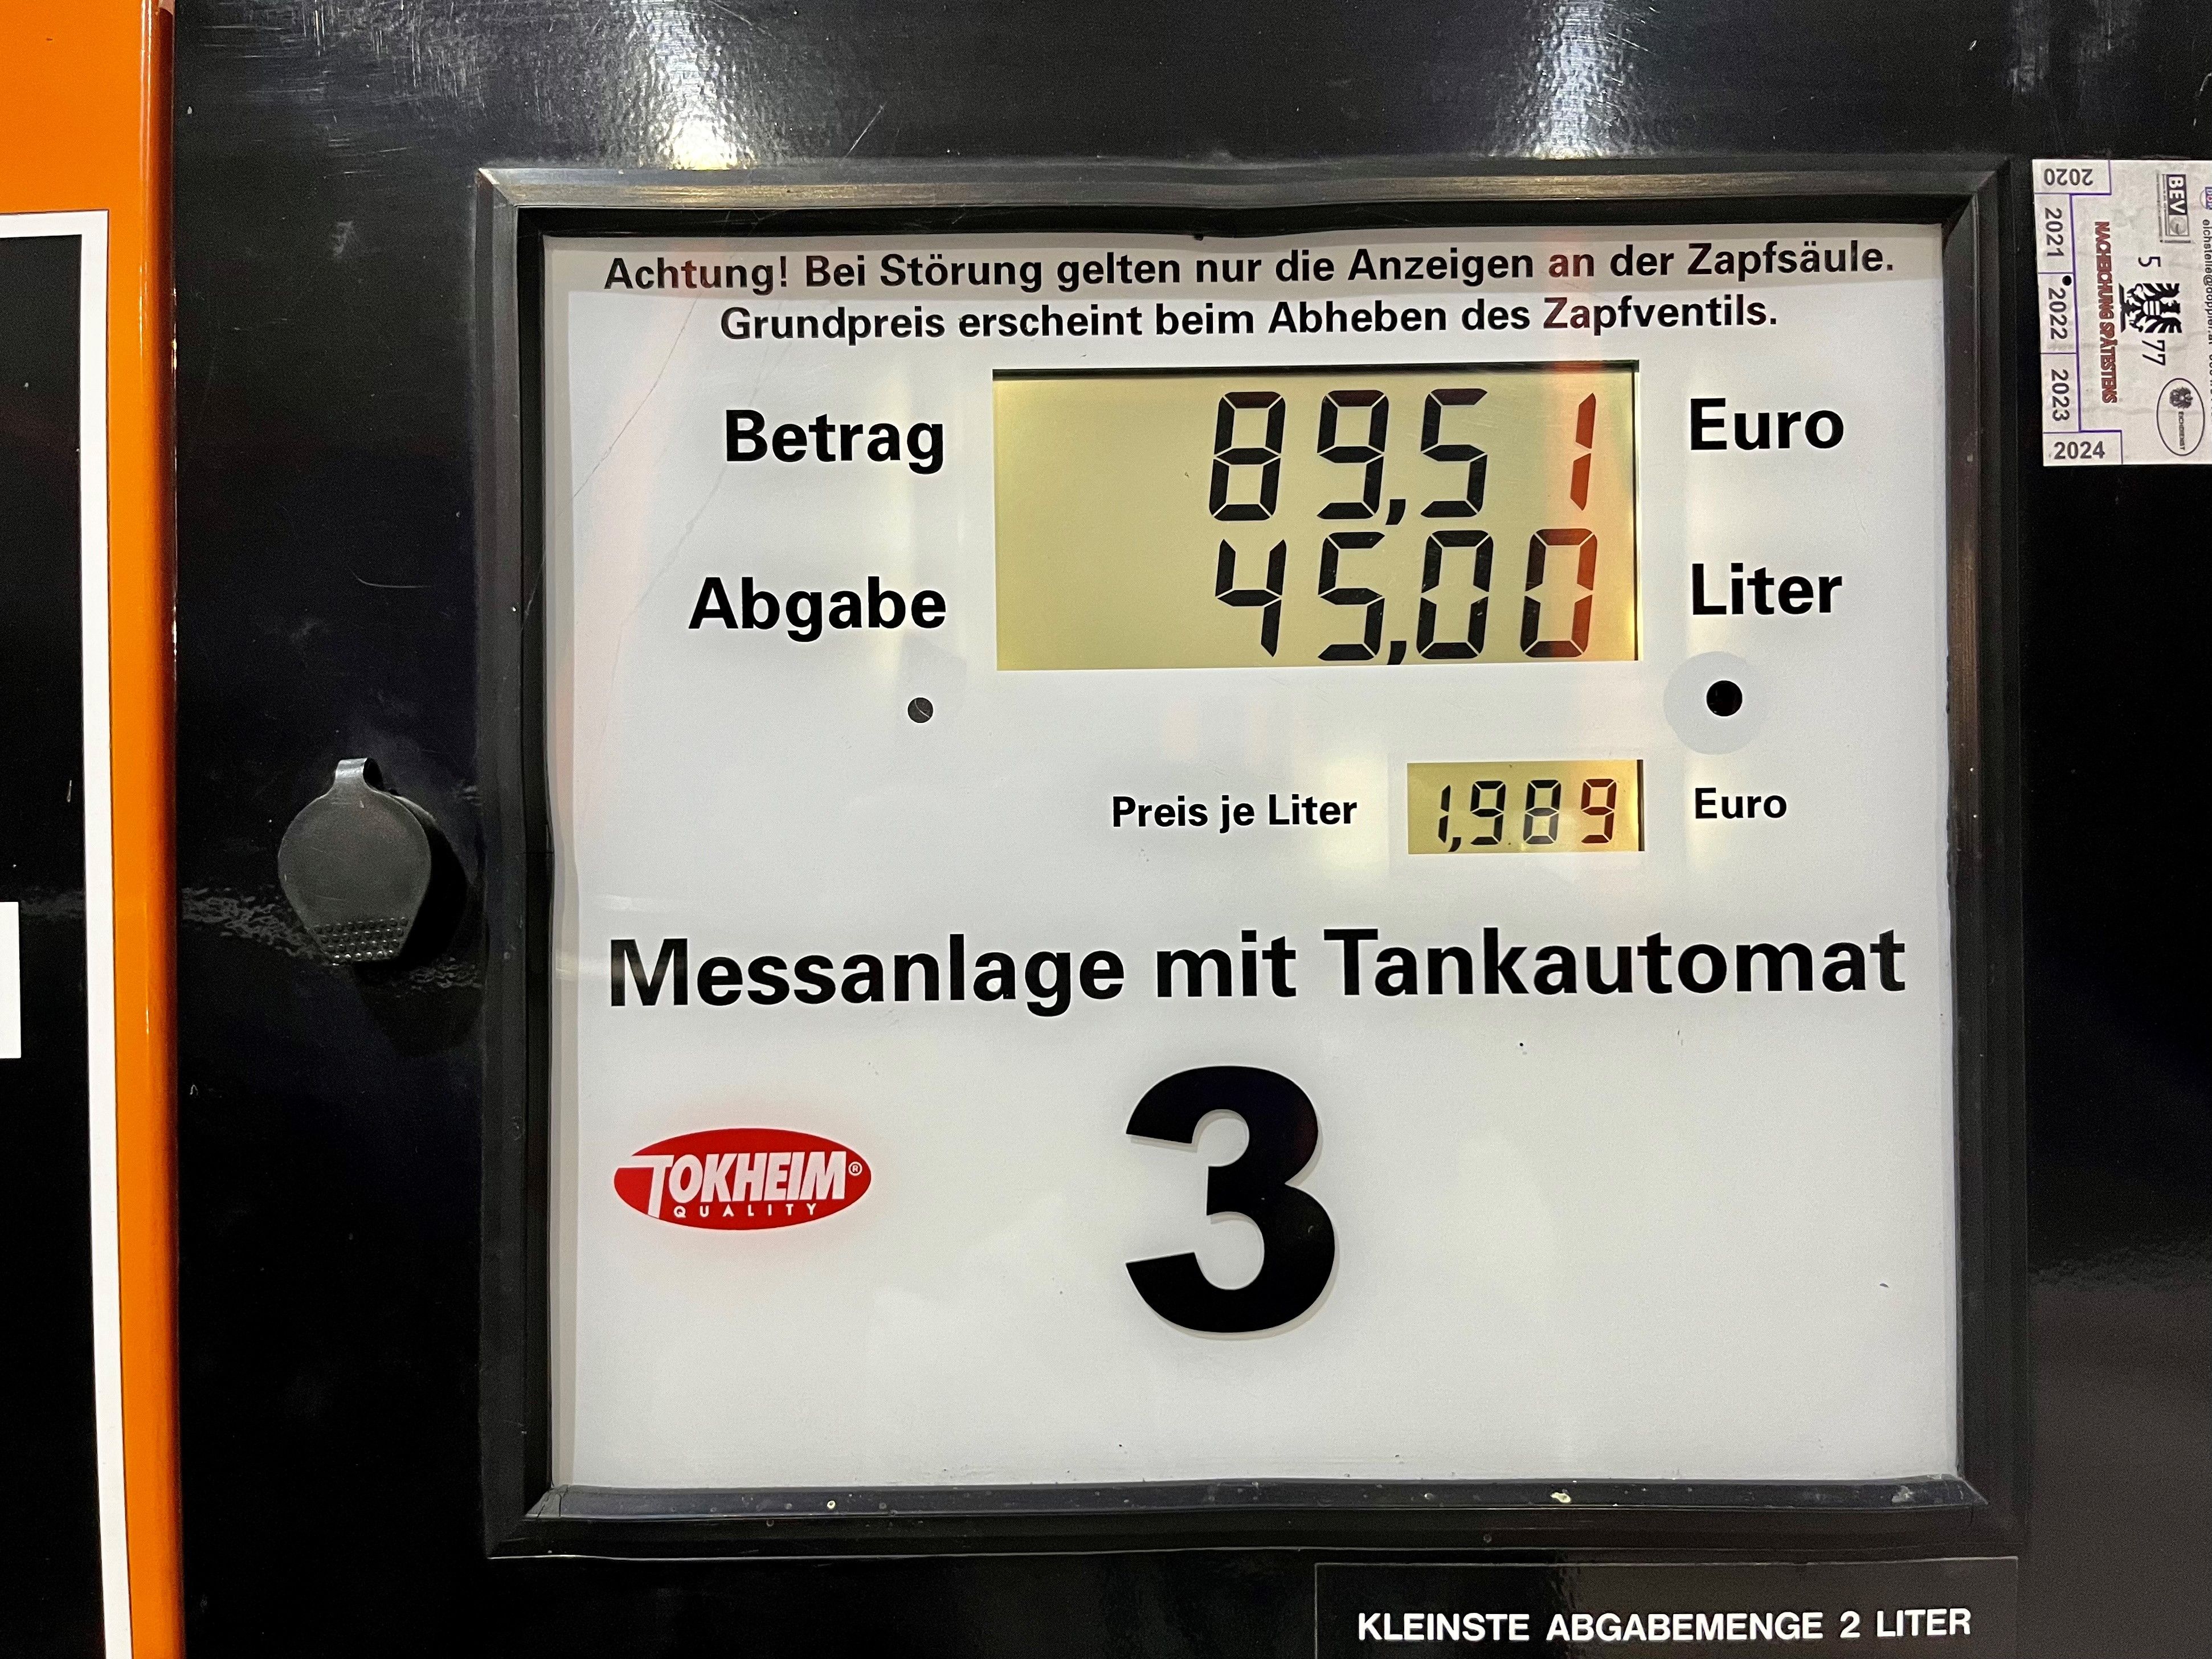 Achtung! Bei Störung gelten nur die Anzeigen an der Zapfsäule.
Grundpreis erscheint beim Abheben des Zapfventils.
Betrag 89,51 Euro
Abgabe 45,00 Liter
Preis je Liter 1,989 Euro
Messanlage mit Tankautomat
3
TOKHEIM®
QUALITY
KLEINSTE ABGABEMENGE 2 LITER
2020
2021
2022
2023
2024
NACHEICHUNG SPÄTESTENS
BEV
5 77